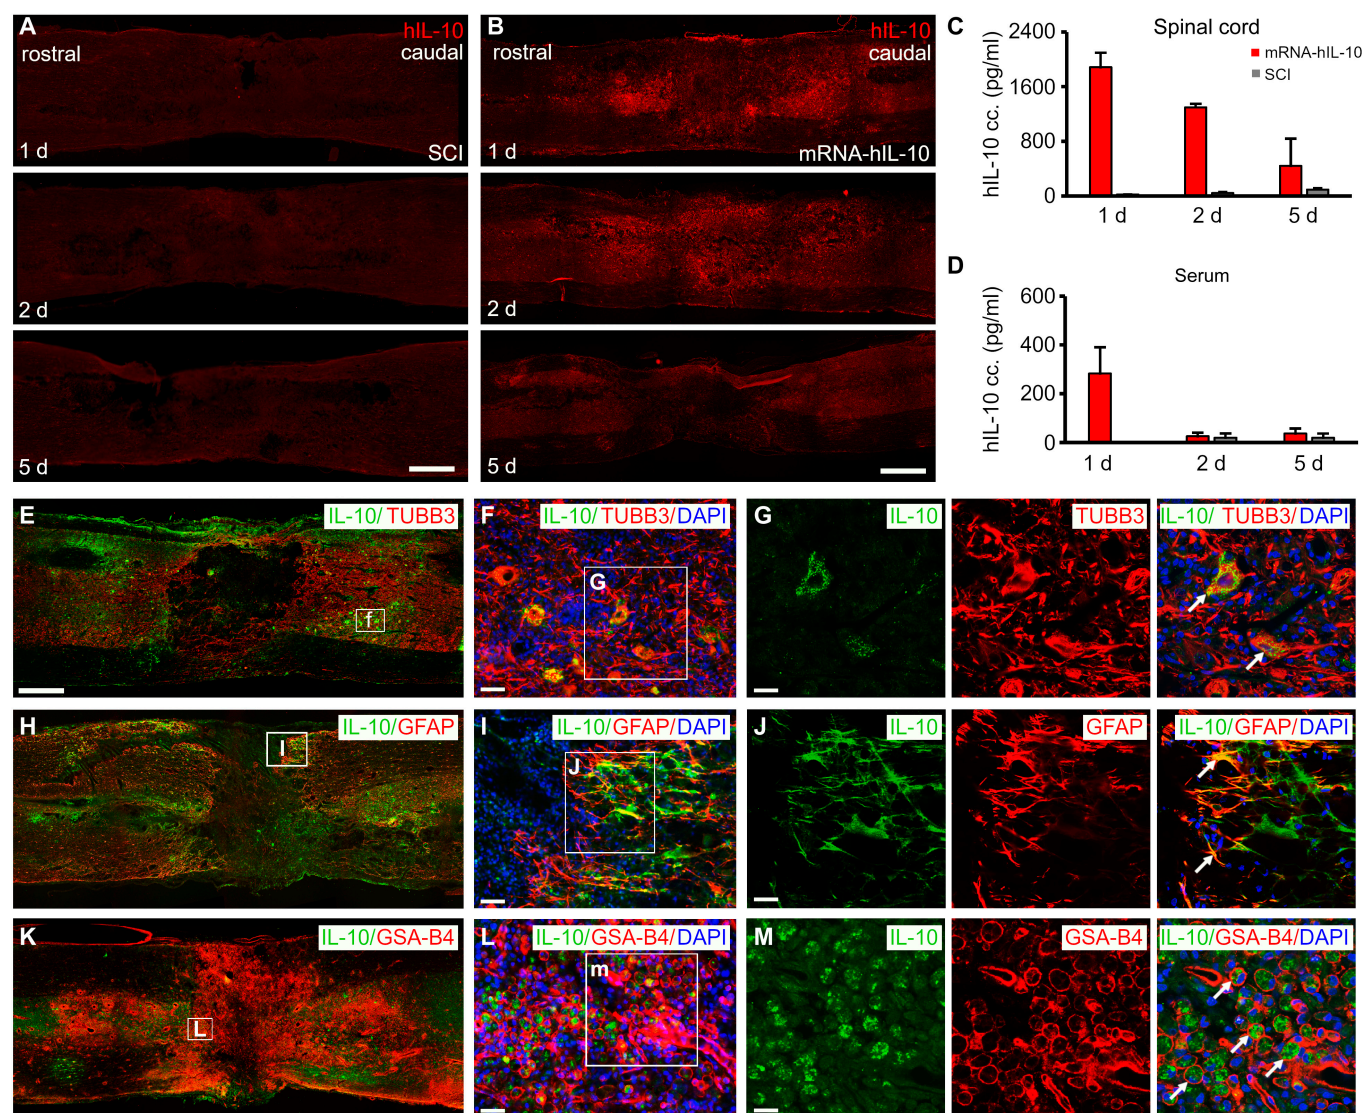 A
hIL-10
rostral
caudal
1 d
SCI
2 d
5 d
B
hIL-10
rostral
caudal
1 d
mRNA-hIL-10
2 d
5 d
C
Spinal cord
hIL-10 cc. (pg/ml)
2400
1600
800
0
mRNA-hIL-10
SCI
1 d
2 d
5 d
D
Serum
hIL-10 cc. (pg/ml)
600
400
200
0
1 d
2 d
5 d
E
IL-10/TUBB3
f
F
IL-10/TUBB3/DAPI
G
G
IL-10
TUBB3
IL-10/ TUBB3/DAPI
H
IL-10/GFAP
I
I
IL-10/GFAP/DAPI
J
J
IL-10
GFAP
IL-10/GFAP/DAPI
K
IL-10/GSA-B4
L
L
IL-10/GSA-B4/DAPI
m
M
IL-10
GSA-B4
IL-10/GSA-B4/DAPI